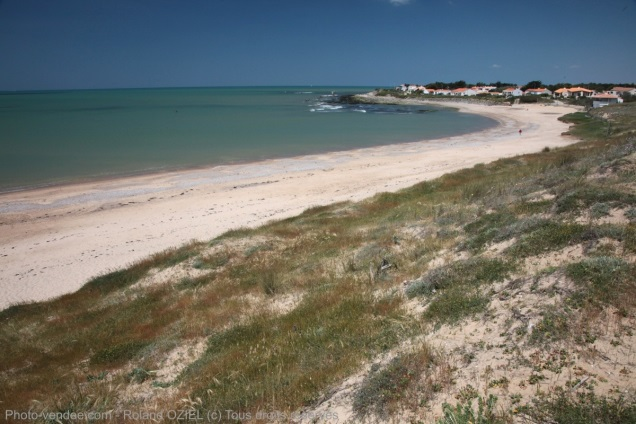 Photo-vendee.com - Roland OZIEL (c) Tous droits réservés